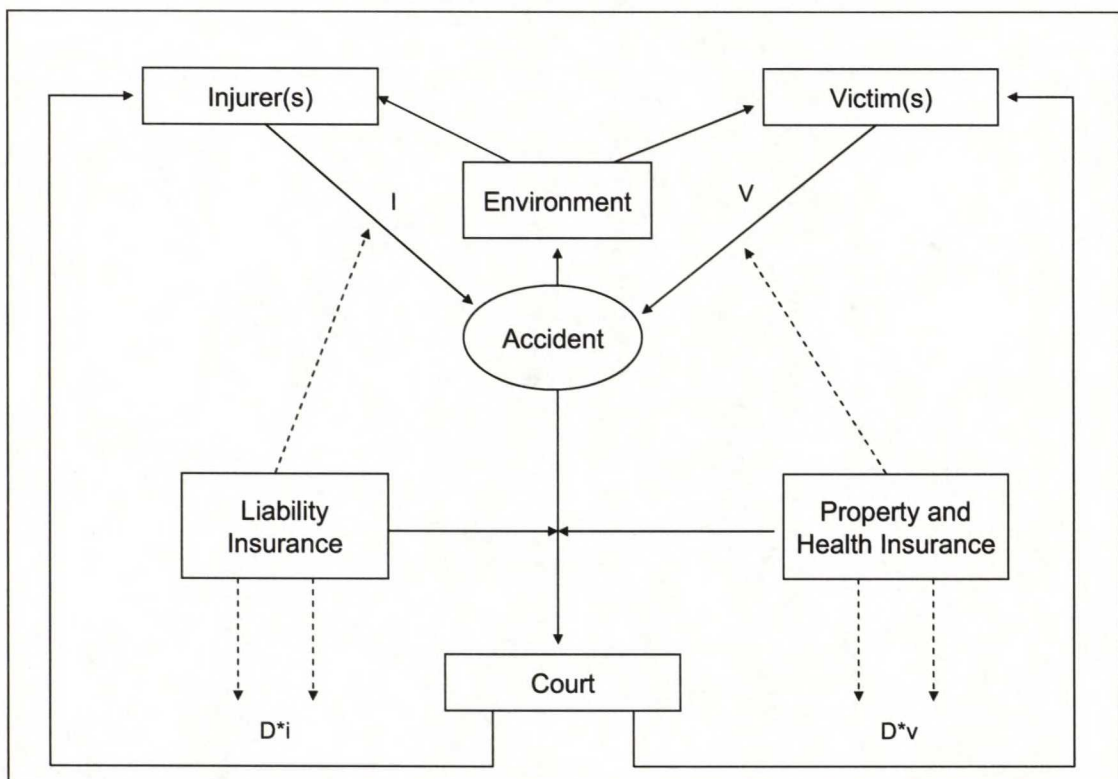 Injurer(s)
Victim(s)
Environment
I
V
Accident
Liability
Insurance
Property and
Health Insurance
Court
D*i
D*v